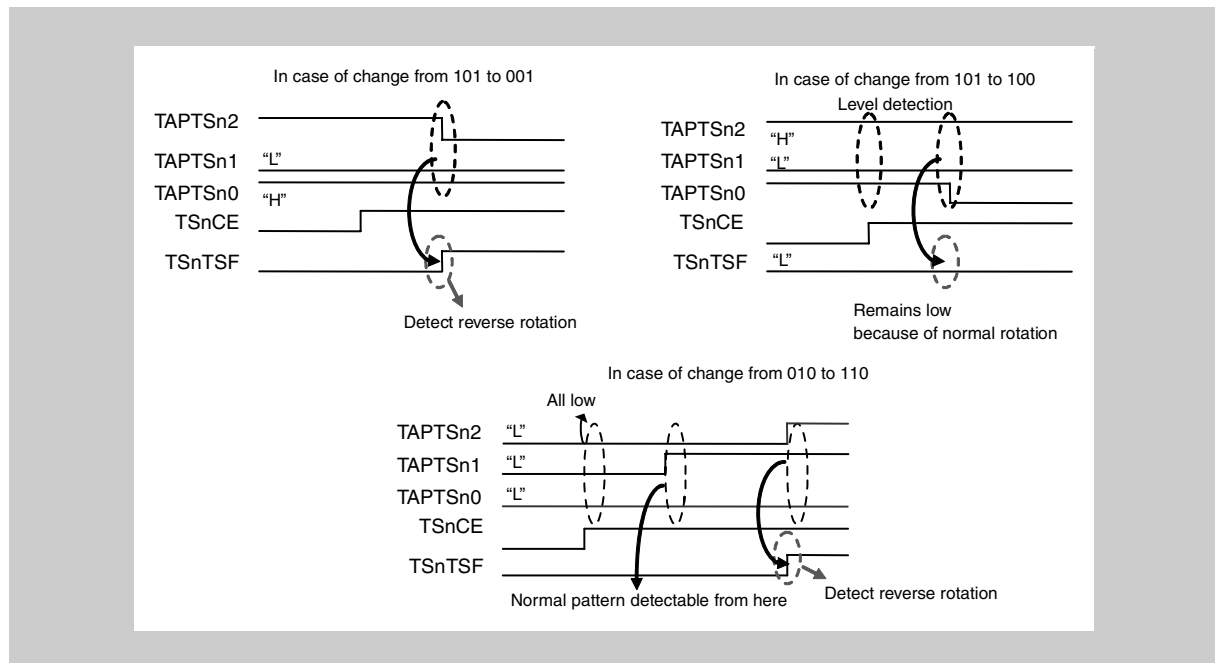 In case of change from 101 to 001
TAPTSn2
TAPTSn1 “L”
TAPTSn0 “H”
TSnCE
TSnTSF
Detect reverse rotation
In case of change from 101 to 100
Level detection
TAPTSn2 “H”
TAPTSn1 “L”
TAPTSn0
TSnCE
TSnTSF “L”
Remains low
because of normal rotation
In case of change from 010 to 110
All low
TAPTSn2 “L”
TAPTSn1 “L”
TAPTSn0 “L”
TSnCE
TSnTSF
Normal pattern detectable from here
Detect reverse rotation